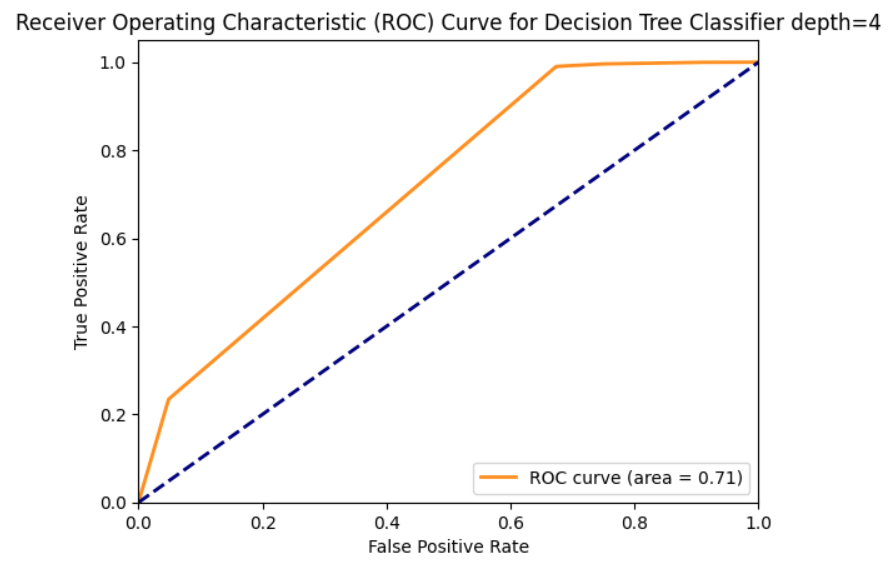 Receiver Operating Characteristic (ROC) Curve for Decision Tree Classifier depth=4
1.0
0.8
0.6
0.4
0.2
0.0
True Positive Rate
ROC curve (area = 0.71)
0.0 0.2 0.4 0.6 0.8 1.0
False Positive Rate